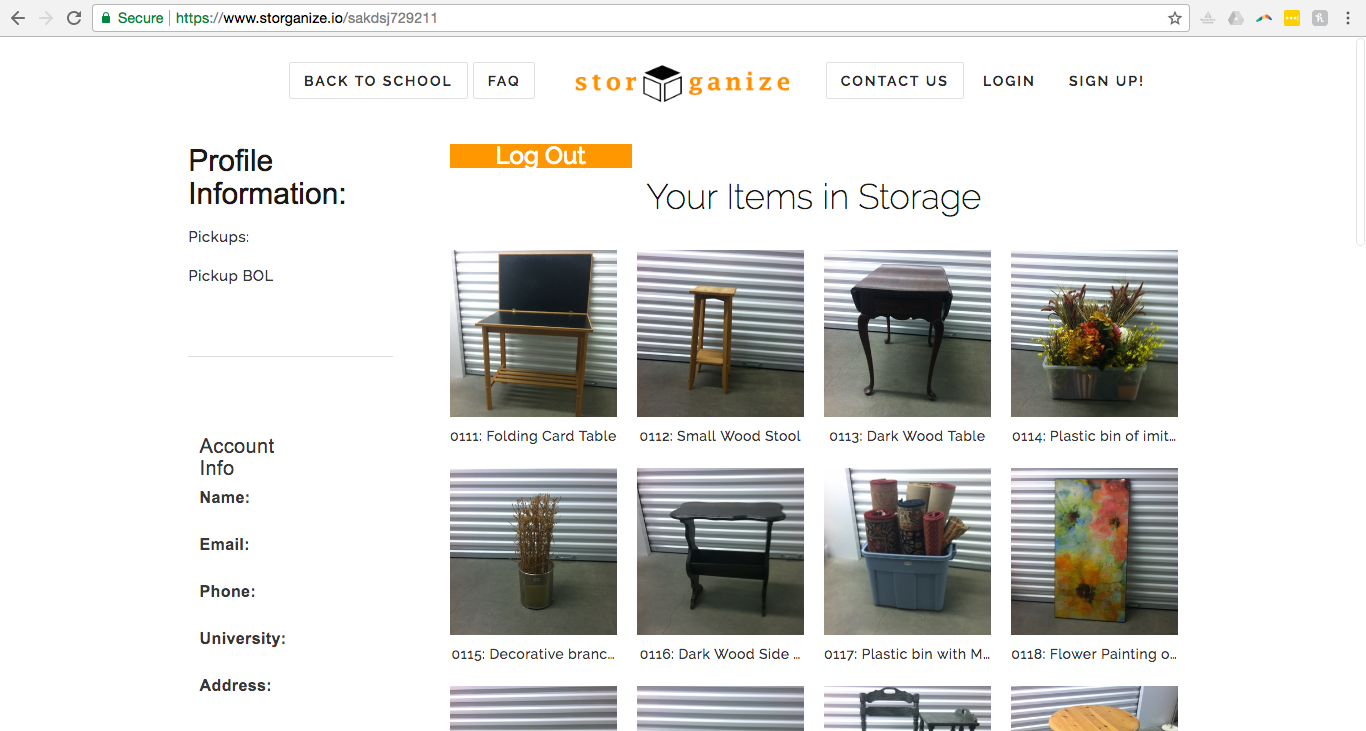 Secure
https://www.storganize.io/sakdsj729211
BACK TO SCHOOL
FAQ
stor ganize
CONTACT US
LOGIN
SIGN UP!
Profile
Information:
Pickups:
Pickup BOL
Account
Info
Name:
Email:
Phone:
University:
Address:
Log Out
Your Items in Storage
0111: Folding Card Table
0112: Small Wood Stool
0113: Dark Wood Table
0114: Plastic bin of imit...
0115: Decorative branc...
0116: Dark Wood Side ...
0117: Plastic bin with M...
0118: Flower Painting o...